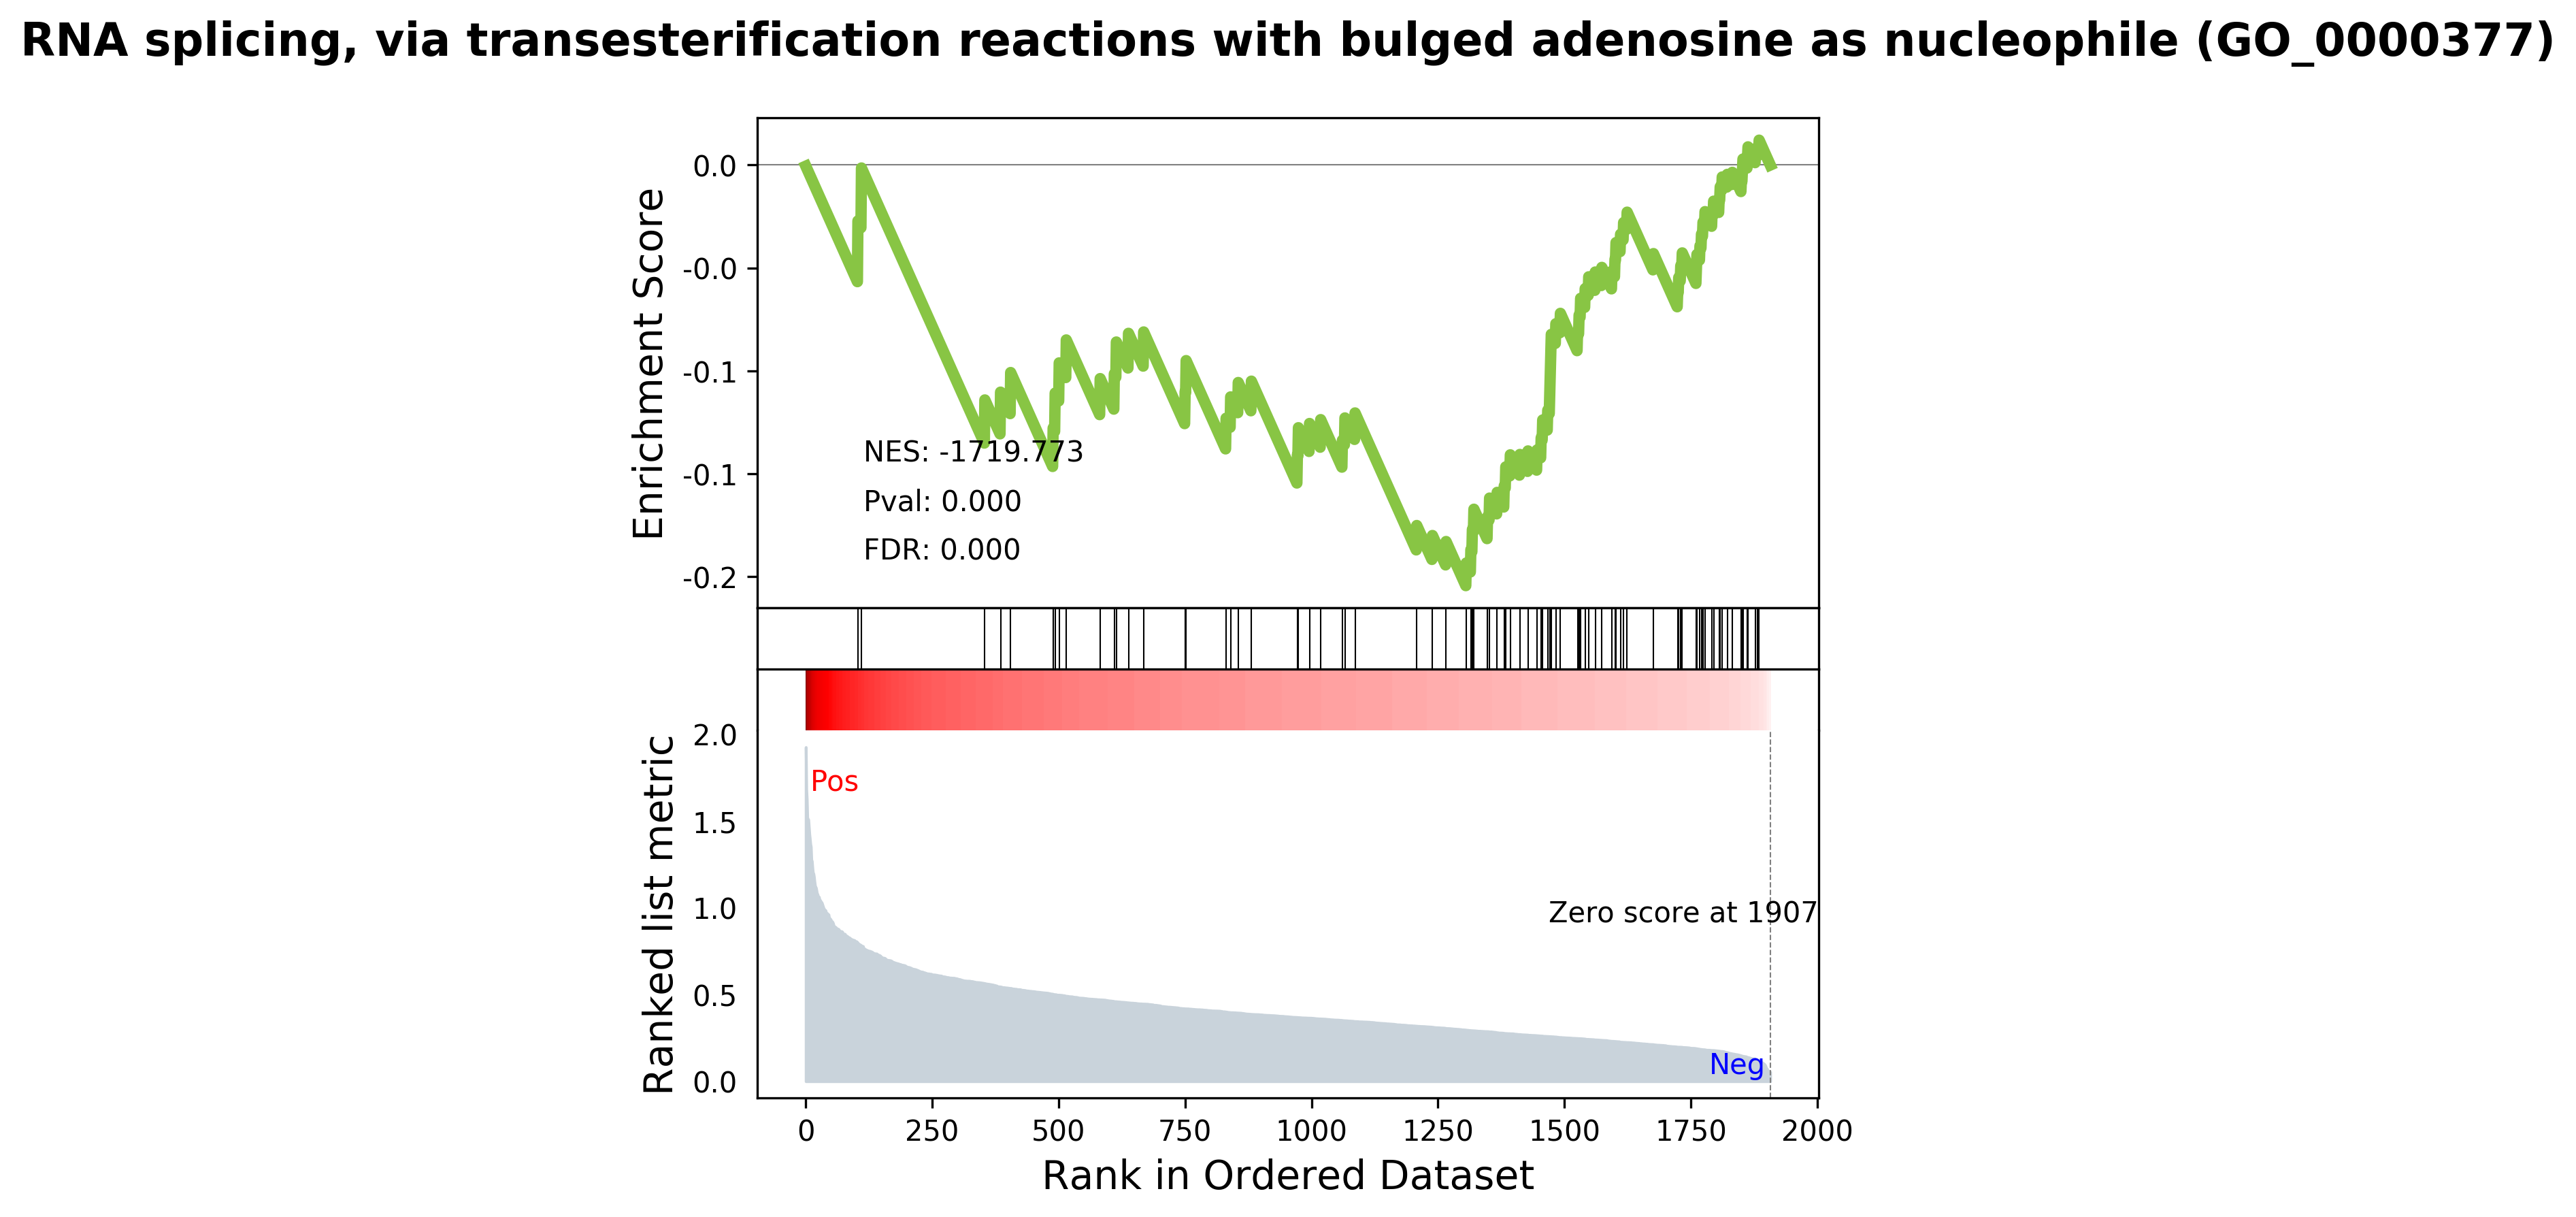 RNA splicing, via transesterification reactions with bulged adenosine as nucleophile (GO_0000377)
Enrichment Score
0.0
-0.0
-0.1
-0.1
-0.2
NES: -1719.773
Pval: 0.000
FDR: 0.000
Ranked list metric
2.0
1.5
1.0
0.5
0.0
Pos
Zero score at 1907
Neg
0 250 500 750 1000 1250 1500 1750 2000
Rank in Ordered Dataset